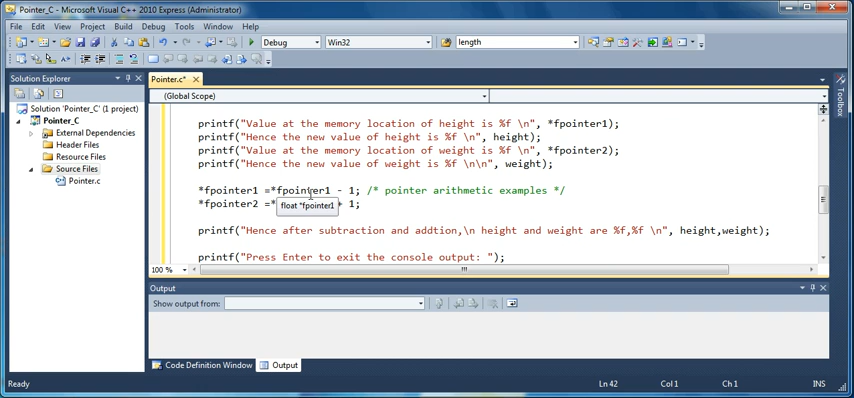 Pointer_C - Microsoft Visual C++ 2010 Express (Administrator)
File Edit View Project Build Debug Tools Window Help
Debug Win32 length
Solution Explorer
Pointer.c*
(Global Scope)
Toolbox
Solution 'Pointer_C' (1 project)
Pointer_C
External Dependencies
Header Files
Resource Files
Source Files
Pointer.c
printf("Value at the memory location of height is %f \n", *fpointer1);
printf("Hence the new value of height is %f \n", height);
printf("Value at the memory location of weight is %f \n", *fpointer2);
printf("Hence the new value of weight is %f \n\n", weight);
*fpointer1 =*fpointer1 - 1; /* pointer arithmetic examples */
*fpointer2 =* + 1;
float *fpointer1
printf("Hence after subtraction and addtion,\n height and weight are %f,%f \n", height,weight);
printf("Press Enter to exit the console output: ");
100 %
Output
Show output from:
Code Definition Window Output
Ready Ln 42 Col 1 Ch 1 INS